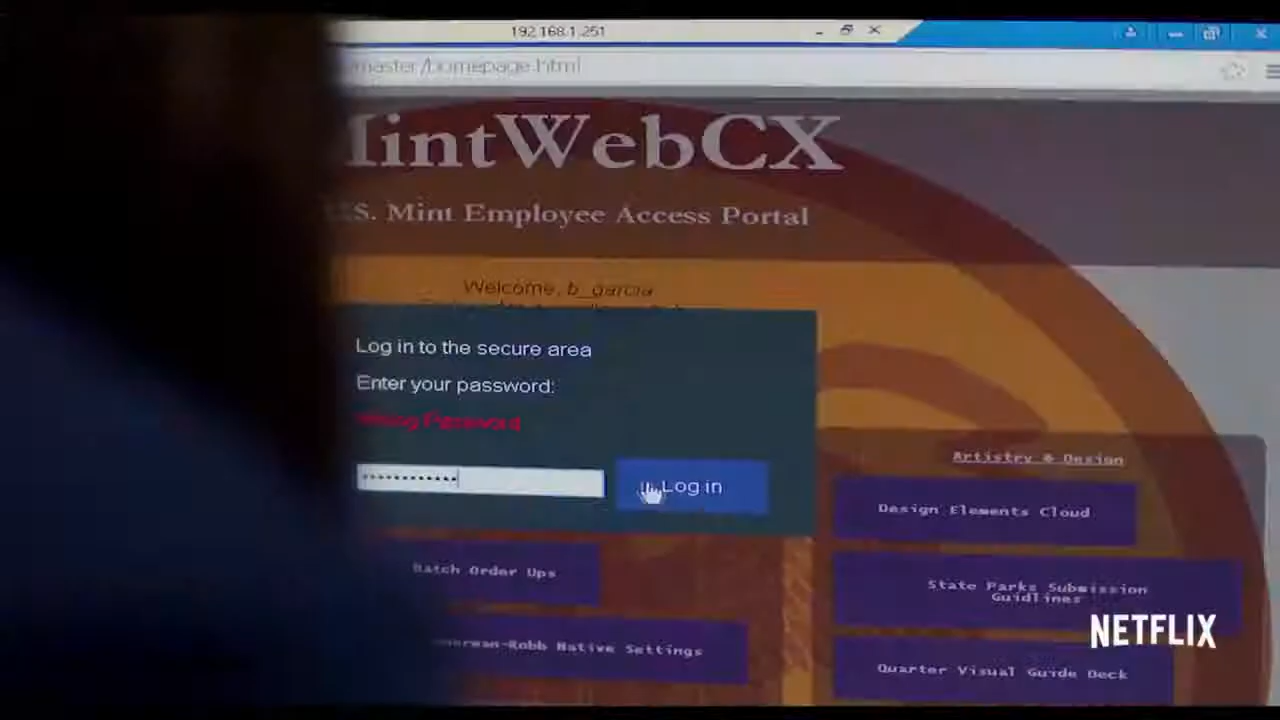 192.168.1.251
master/homepage.html
MintWebCX
U.S. Mint Employee Access Portal
Welcome, b_garcia
Log in to the secure area
Enter your password:
Wrong Password
Log in
Artistry & Design
Design Elements Cloud
Batch Order Ups
State Parks Submission
Guidlines
NETFLIX
-Robb Native Settings
Quarter Visual Guide Deck